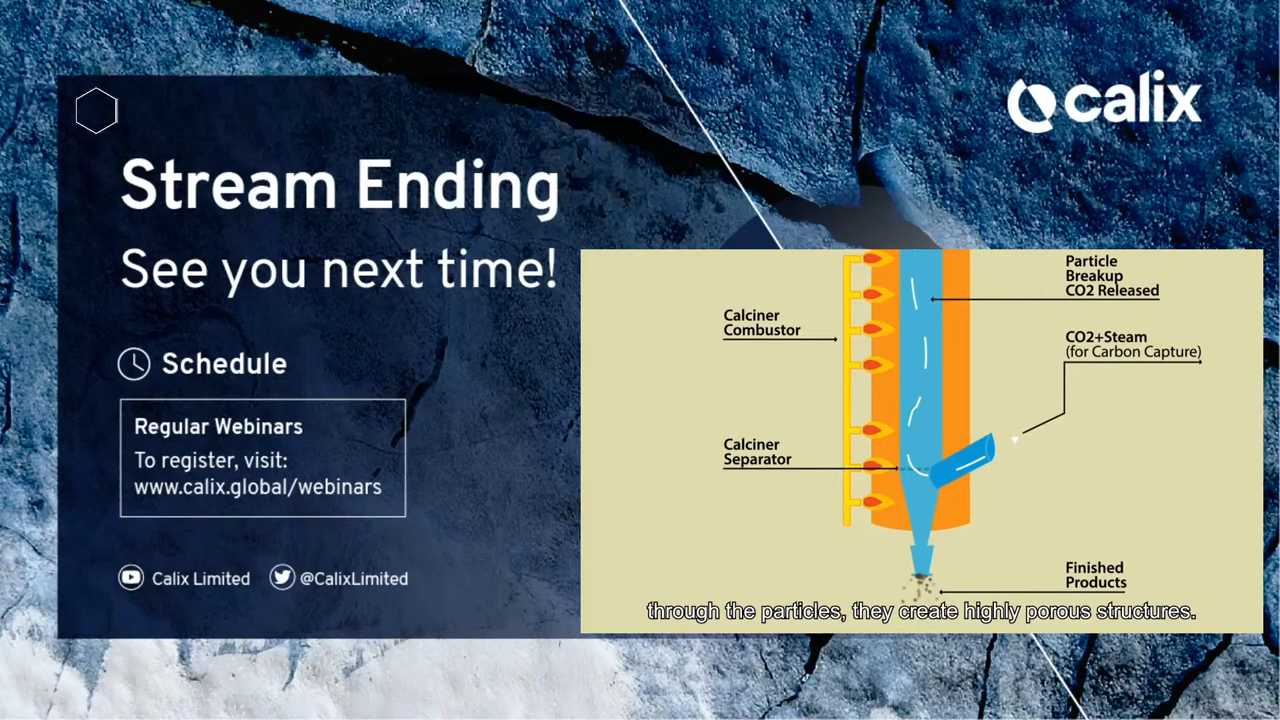 calix
Stream Ending
See you next time!
Schedule
Regular Webinars
To register, visit:
www.calix.global/webinars
Calix Limited
@CalixLimited
Particle
Breakup
CO2 Released
Calciner
Combustor
CO2+Steam
(for Carbon Capture)
Calciner
Separator
Finished
Products
through the particles, they create highly porous structures.